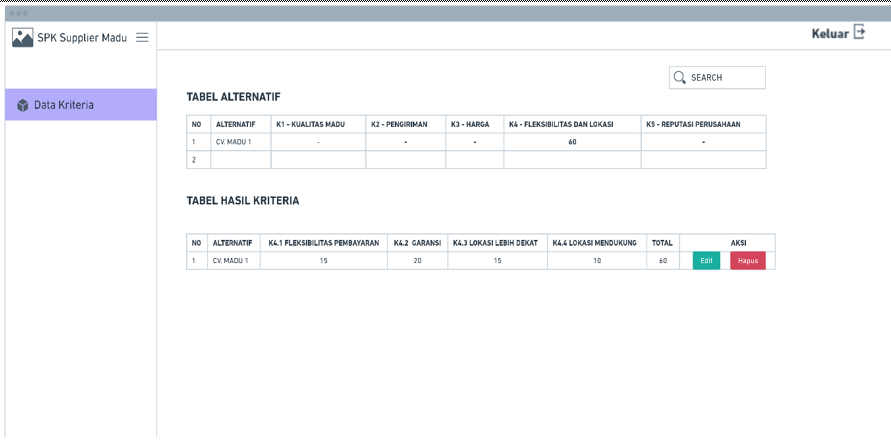 SPK Supplier Madu
Keluar
SEARCH
Data Kriteria
TABEL ALTERNATIF
NO ALTERNATIF K1 - KUALITAS MADU K2 - PENGIRIMAN K3 - HARGA K4 - FLEKSIBILITAS DAN LOKASI K5 - REPUTASI PERUSAHAAN
1 CV. MADU 1 - - - 60 -
2
TABEL HASIL KRITERIA
NO ALTERNATIF K4.1 FLEKSIBILITAS PEMBAYARAN K4.2 GARANSI K4.3 LOKASI LEBIH DEKAT K4.4 LOKASI MENDUKUNG TOTAL AKSI
1 CV. MADU 1 15 20 15 10 60 Edit Hapus